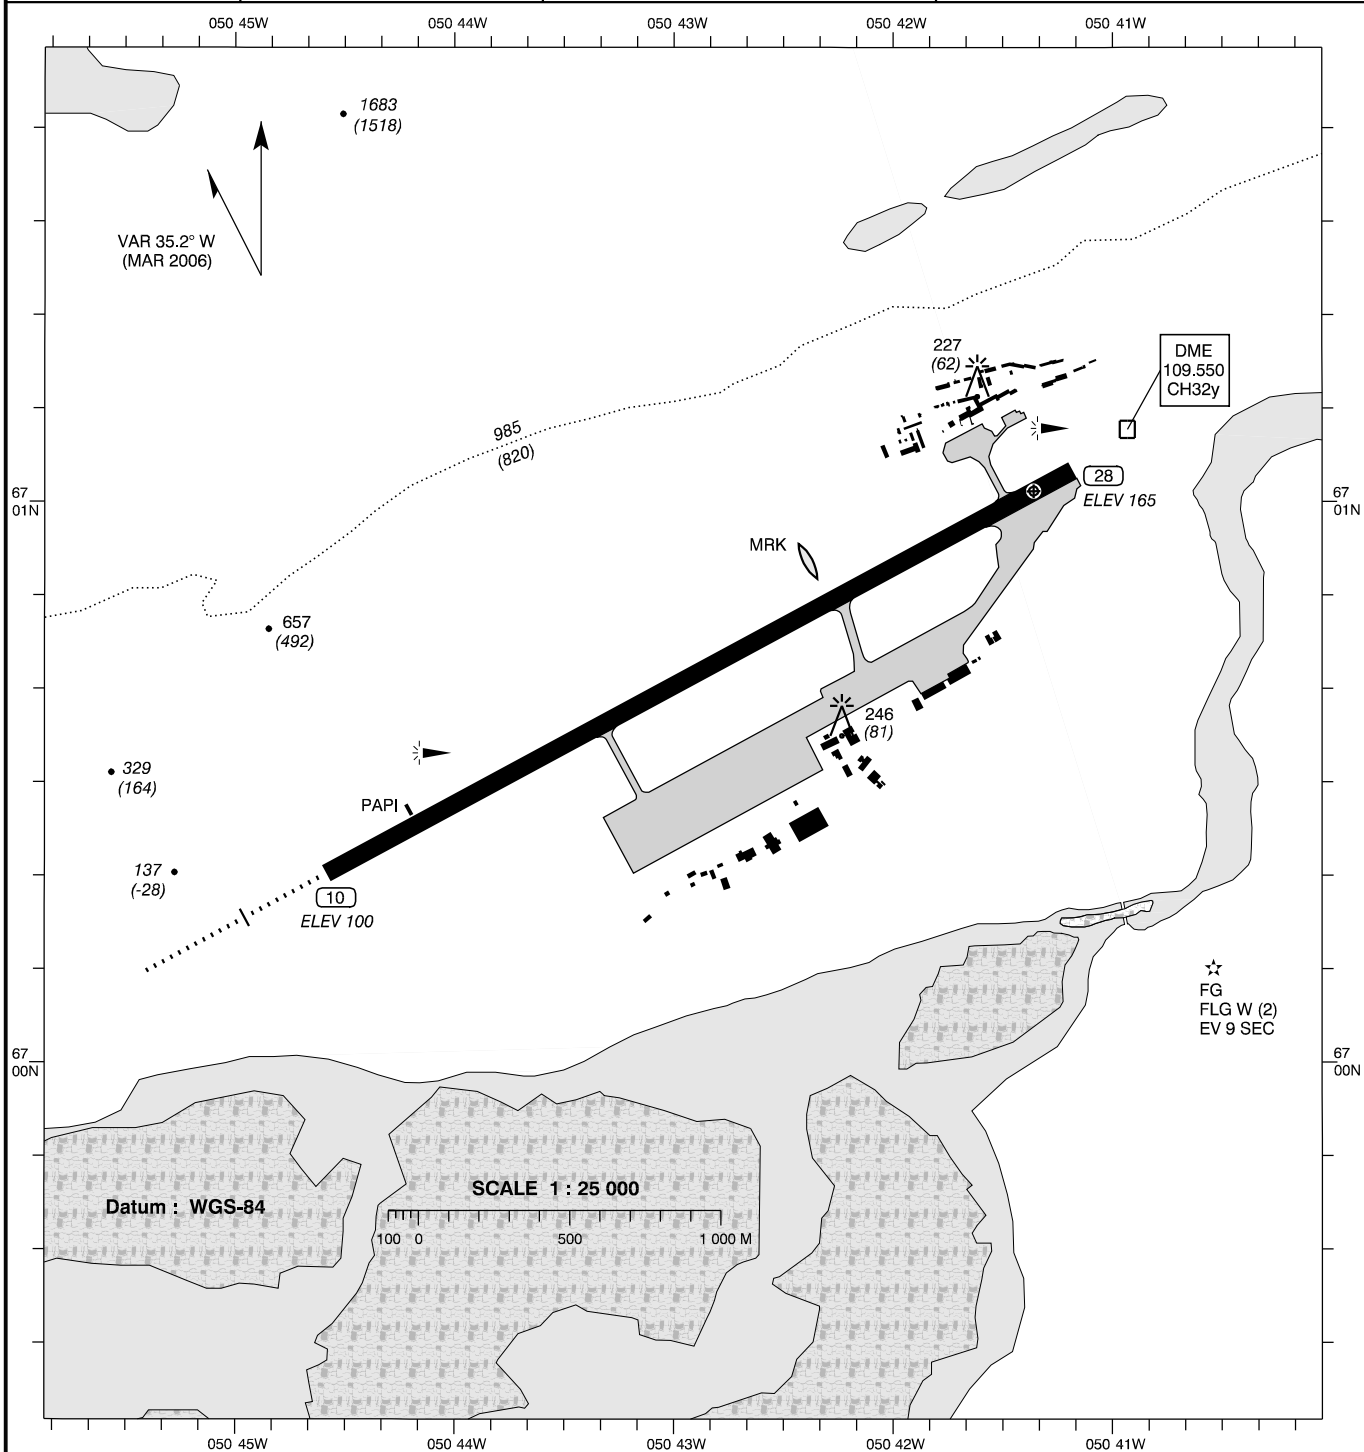 050 45W 050 44W 050 43W 050 42W 050 41W
1683
(1518)
VAR 35.2° W
(MAR 2006)
227
(62)
DME
109.550
CH32y
985
(820)
28
ELEV 165
67
01N
67
01N
MRK
657
(492)
246
(81)
329
(164)
PAPI
137
(-28)
10
ELEV 100
FG
FLG W (2)
EV 9 SEC
67
00N
67
00N
SCALE 1 : 25 000
Datum : WGS-84
100 0 500 1 000 M
050 45W 050 44W 050 43W 050 42W 050 41W